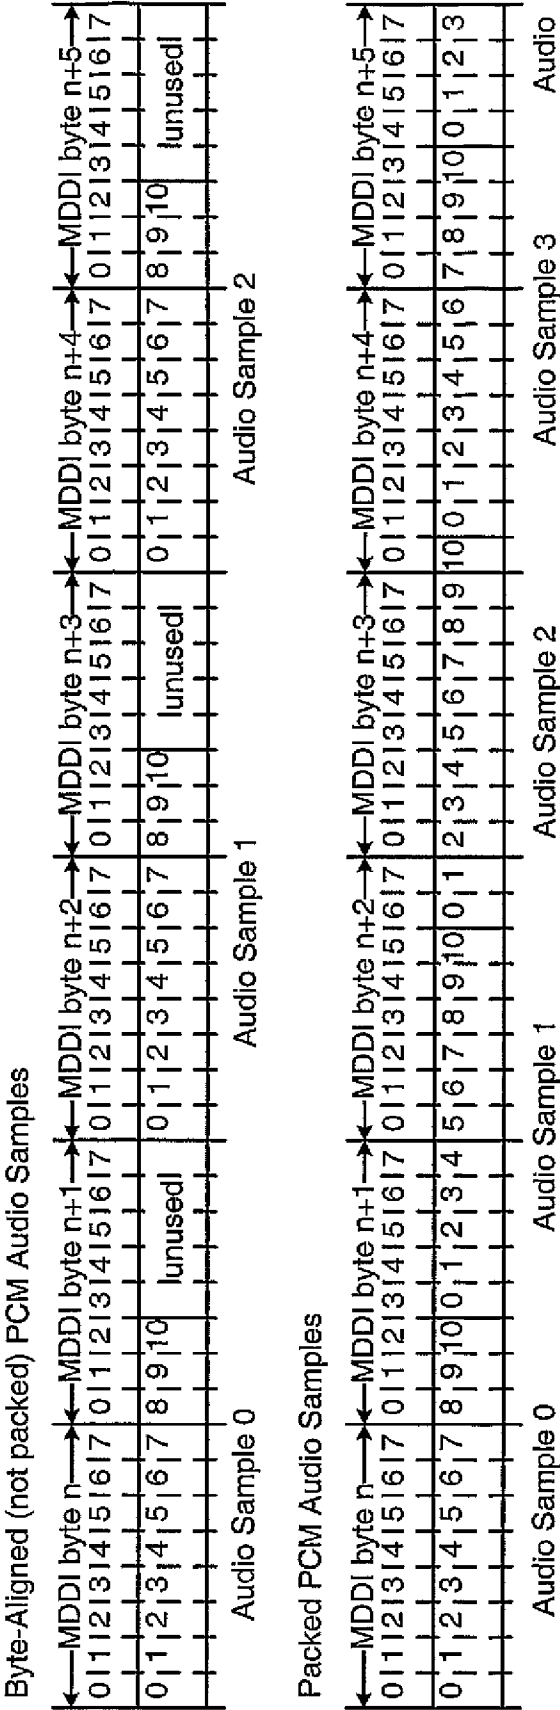 Byte-Aligned (not packed) PCM Audio Samples
MDDI byte n MDDI byte n+1 MDDI byte n+2 MDDI byte n+3 MDDI byte n+4 MDDI byte n+5
0 1 2 3 4 5 6 7 0 1 2 3 4 5 6 7 0 1 2 3 4 5 6 7 0 1 2 3 4 5 6 7 0 1 2 3 4 5 6 7 0 1 2 3 4 5 6 7
0 1 2 3 4 5 6 7 8 9 10 unused 0 1 2 3 4 5 6 7 8 9 10 unused 0 1 2 3 4 5 6 7 8 9 10 unused
Audio Sample 0 Audio Sample 1 Audio Sample 2
Packed PCM Audio Samples
MDDI byte n MDDI byte n+1 MDDI byte n+2 MDDI byte n+3 MDDI byte n+4 MDDI byte n+5
0 1 2 3 4 5 6 7 0 1 2 3 4 5 6 7 0 1 2 3 4 5 6 7 0 1 2 3 4 5 6 7 0 1 2 3 4 5 6 7 0 1 2 3 4 5 6 7
0 1 2 3 4 5 6 7 8 9 10 0 1 2 3 4 5 6 7 8 9 10 0 1 2 3 4 5 6 7 8 9 10 0 1 2 3 4 5 6 7 8 9 10 0 1 2 3
Audio Sample 0 Audio Sample 1 Audio Sample 2 Audio Sample 3 Audio